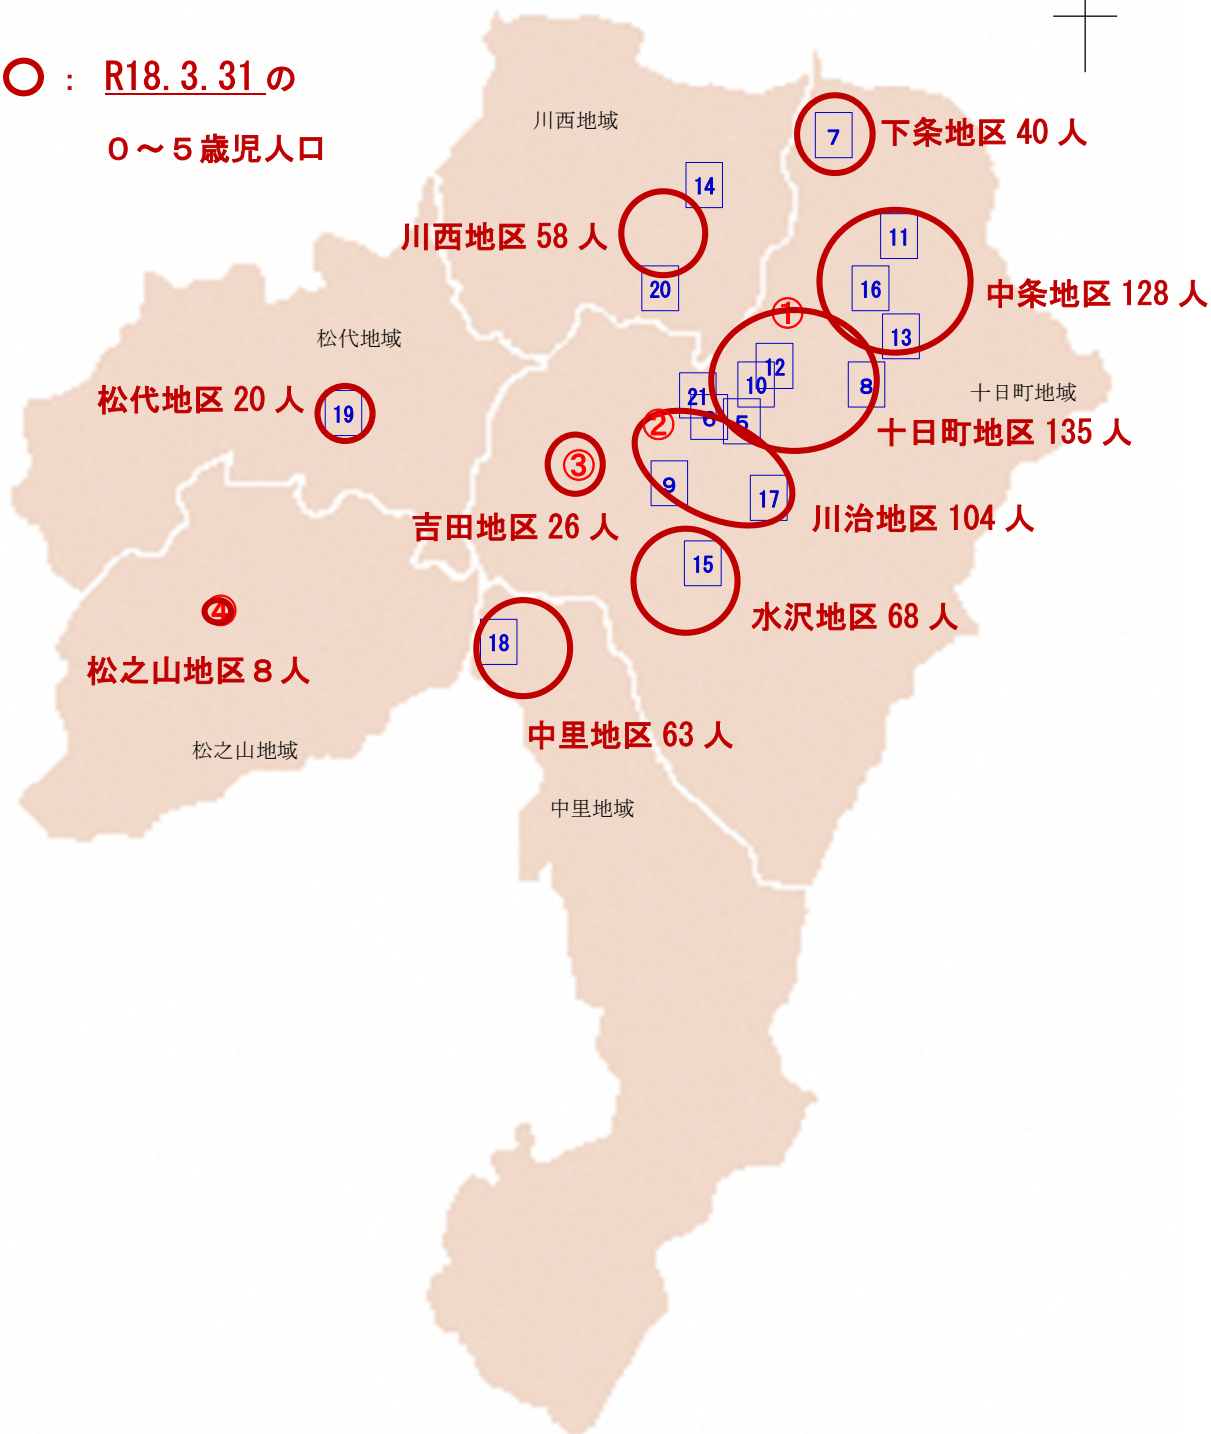 ○ : R18.3.31の
０～５歳児人口
川西地域
7
下条地区 40 人
14
11
川西地区 58 人
20
16
中条地区 128 人
①
13
松代地域
12
10
8
十日町地域
松代地区 20 人
19
21
6
5
②
十日町地区 135 人
③
9
17
川治地区 104 人
吉田地区 26 人
15
④
水沢地区 68 人
18
松之山地区８人
中里地区 63 人
松之山地域
中里地域